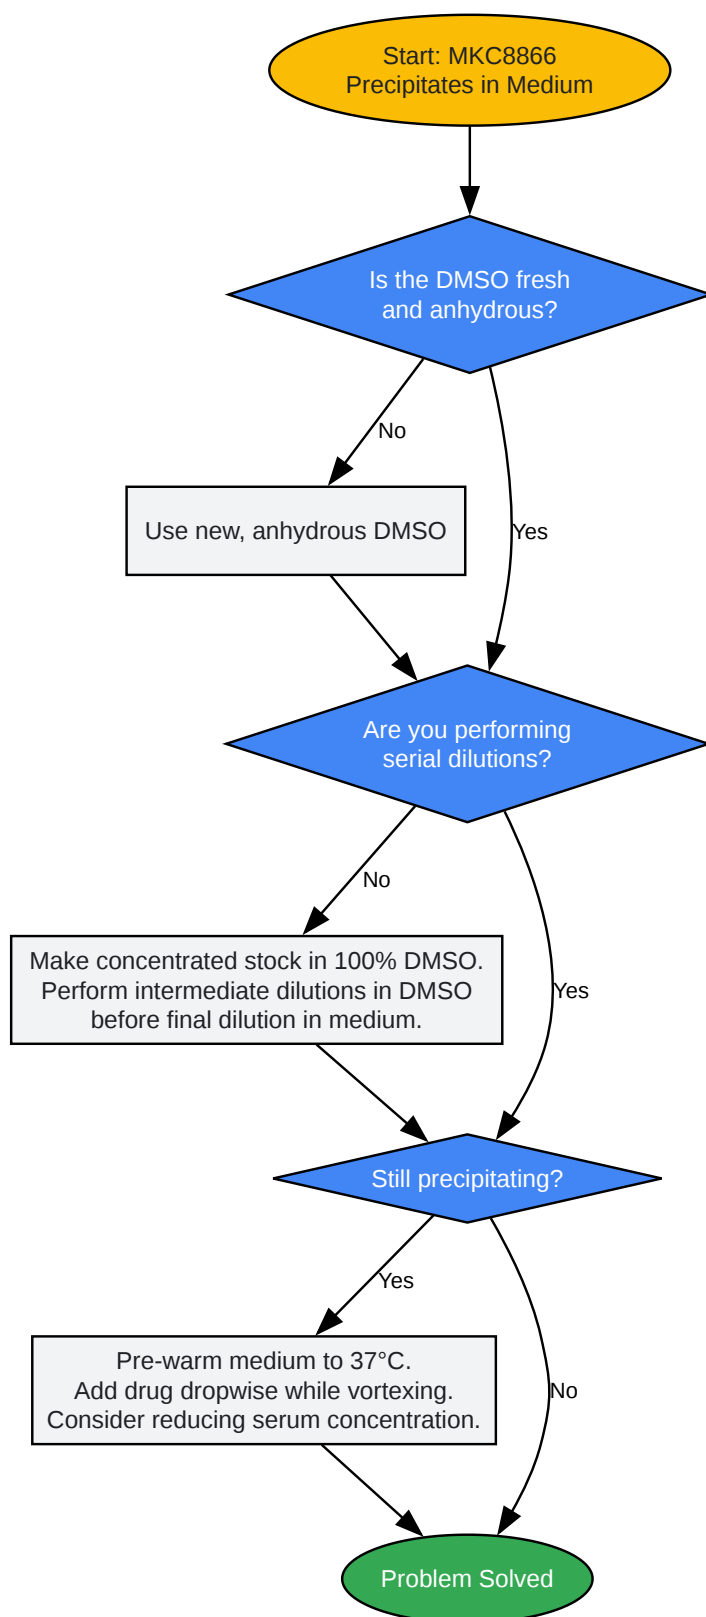 Start: MKC8866
Precipitates in Medium
Is the DMSO fresh
and anhydrous?
No
Yes
Use new, anhydrous DMSO
Are you performing
serial dilutions?
No
Yes
Make concentrated stock in 100% DMSO.
Perform intermediate dilutions in DMSO
before final dilution in medium.
Still precipitating?
Yes
No
Pre-warm medium to 37°C.
Add drug dropwise while vortexing.
Consider reducing serum concentration.
Problem Solved